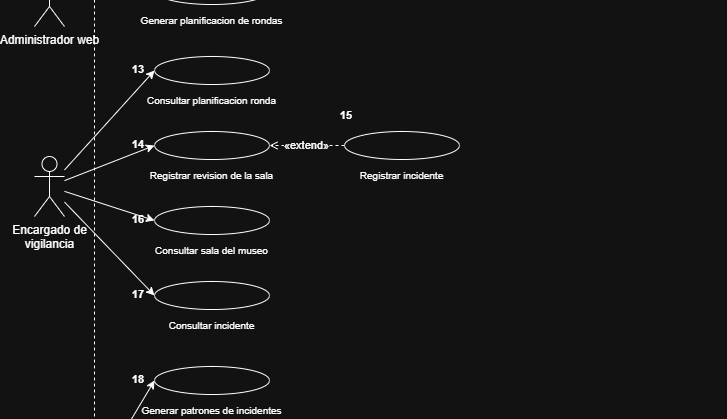 Generar planificacion de rondas
Administrador web
13
Consultar planificacion ronda
15
14
«extend»
Registrar revision de la sala
Registrar incidente
16
Encargado de
vigilancia
Consultar sala del museo
17
Consultar incidente
18
Generar patrones de incidentes